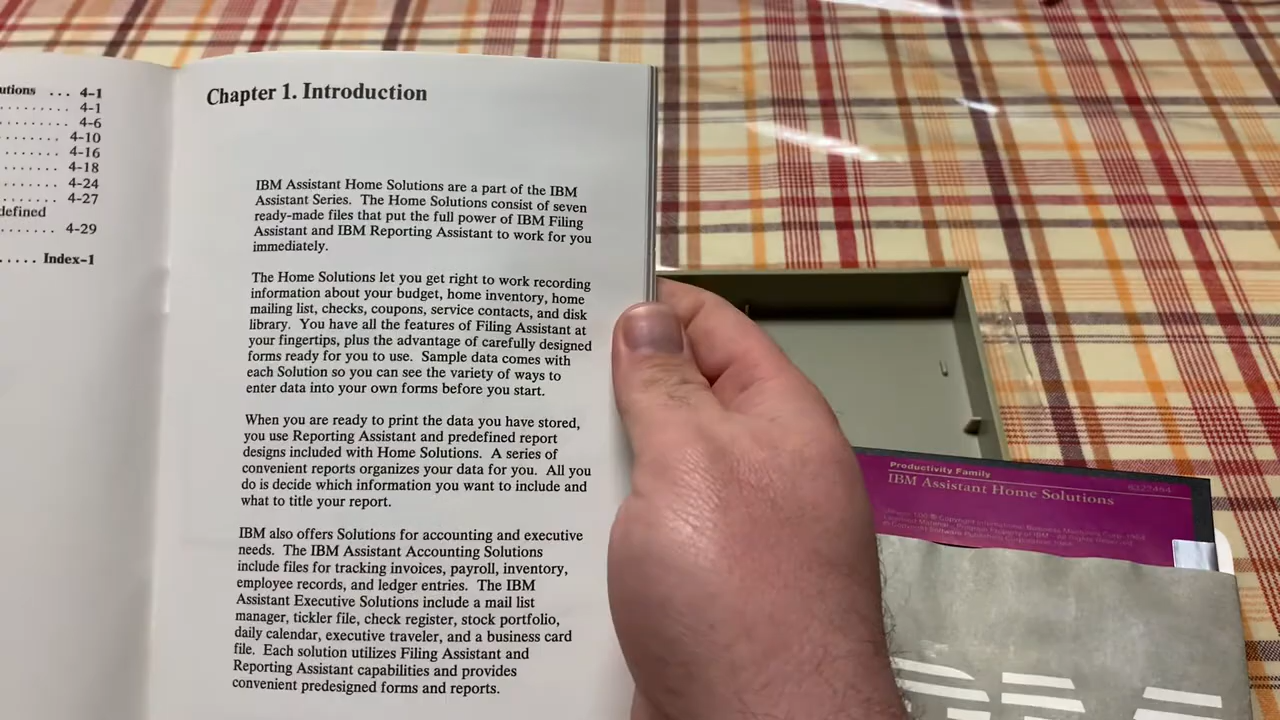 utions ... 4-1
........ 4-1
........ 4-6
....... 4-10
....... 4-16
....... 4-18
....... 4-24
....... 4-27
defined
....... 4-29
..... Index-1
Chapter 1. Introduction
IBM Assistant Home Solutions are a part of the IBM
Assistant Series. The Home Solutions consist of seven
ready-made files that put the full power of IBM Filing
Assistant and IBM Reporting Assistant to work for you
immediately.
The Home Solutions let you get right to work recording
information about your budget, home inventory, home
mailing list, checks, coupons, service contacts, and disk
library. You have all the features of Filing Assistant at
your fingertips, plus the advantage of carefully designed
forms ready for you to use. Sample data comes with
each Solution so you can see the variety of ways to
enter data into your own forms before you start.
When you are ready to print the data you have stored,
you use Reporting Assistant and predefined report
designs included with Home Solutions. A series of
convenient reports organizes your data for you. All you
do is decide which information you want to include and
what to title your report.
IBM also offers Solutions for accounting and executive
needs. The IBM Assistant Accounting Solutions
include files for tracking invoices, payroll, inventory,
employee records, and ledger entries. The IBM
Assistant Executive Solutions include a mail list
manager, tickler file, check register, stock portfolio,
daily calendar, executive traveler, and a business card
file. Each solution utilizes Filing Assistant and
Reporting Assistant capabilities and provides
convenient predesigned forms and reports.
Productivity Family
IBM Assistant Home Solutions
IBM